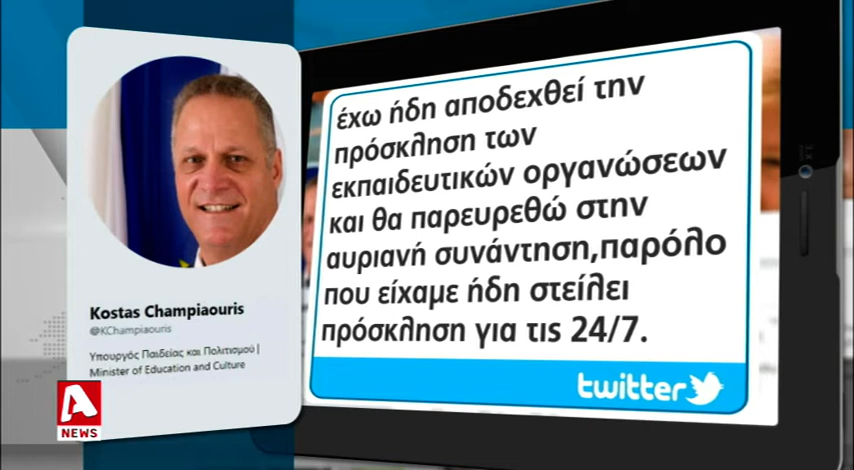 Kostas Champiaouris
@KChampiaouris
Υπουργός Παιδείας και Πολιτισμού |
Minister of Education and Culture
A
NEWS
έχω ήδη αποδεχθεί την
πρόσκληση των
εκπαιδευτικών οργανώσεων
και θα παρευρεθώ στην
αυριανή συνάντηση,παρόλο
που είχαμε ήδη στείλει
πρόσκληση για τις 24/7.
twitter